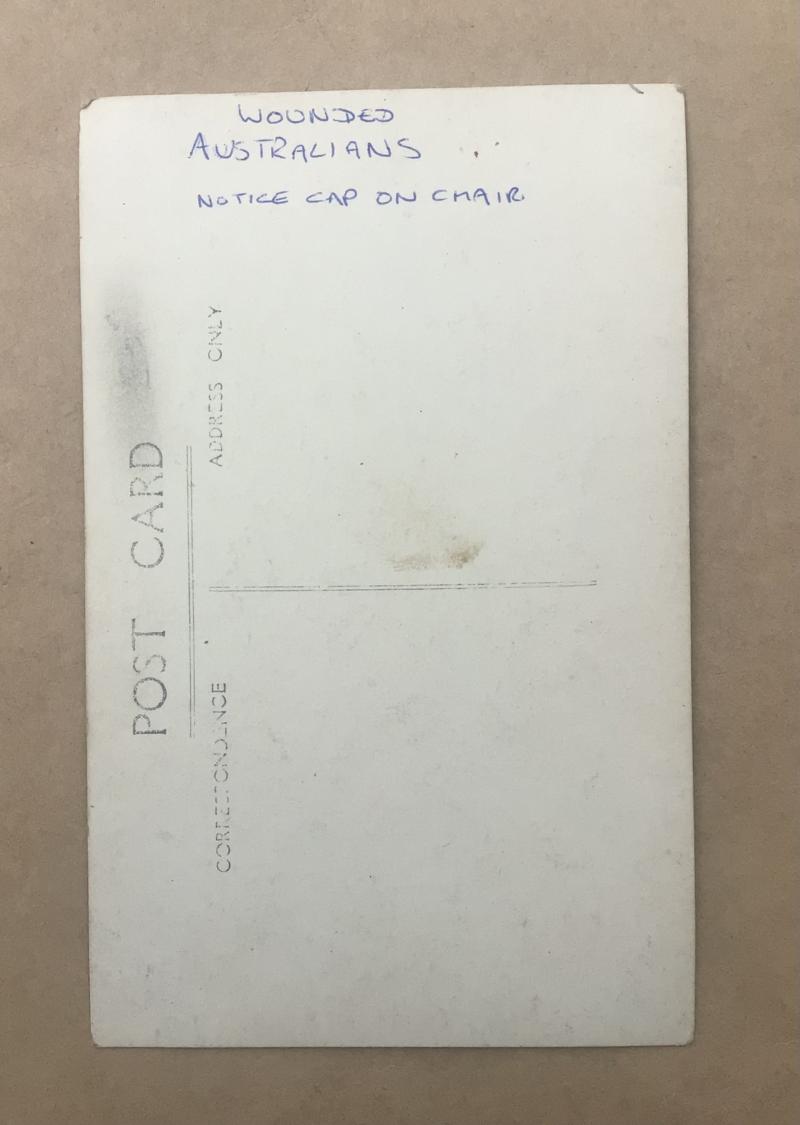 WOUNDED
AUSTRALIANS
NOTICE CAP ON CHAIR
POST CARD
CORRESPONDENCE
ADDRESS ONLY